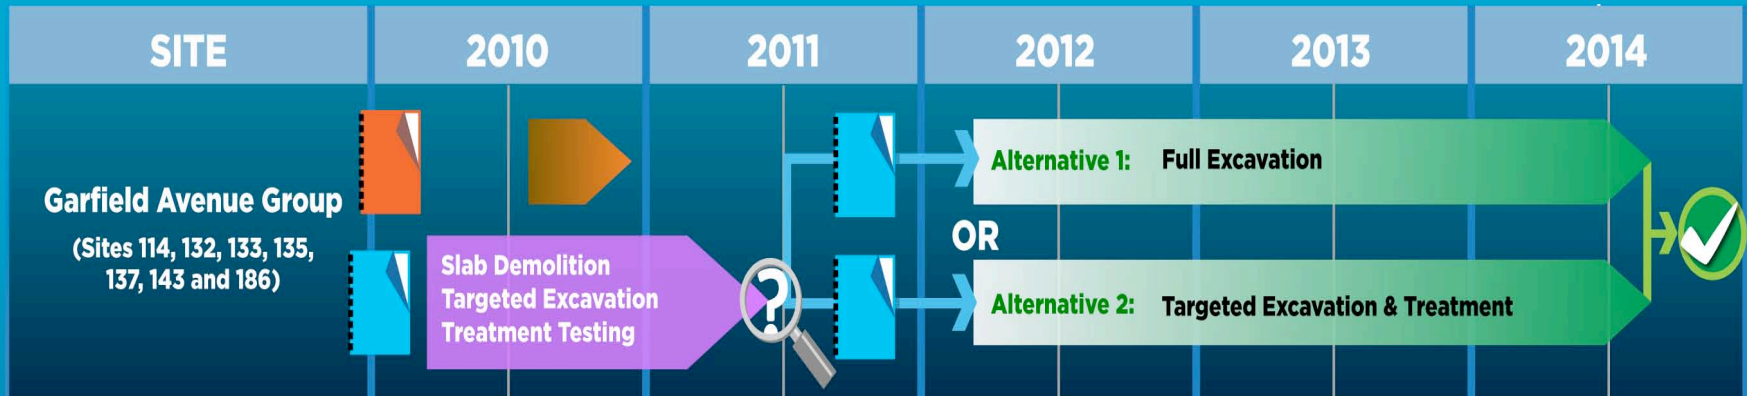 SITE
2010
2011
2012
2013
2014
Garfield Avenue Group
(Sites 114, 132, 133, 135,
137, 143 and 186)
Slab Demolition
Targeted Excavation
Treatment Testing
?
Alternative 1: Full Excavation
OR
Alternative 2: Targeted Excavation & Treatment